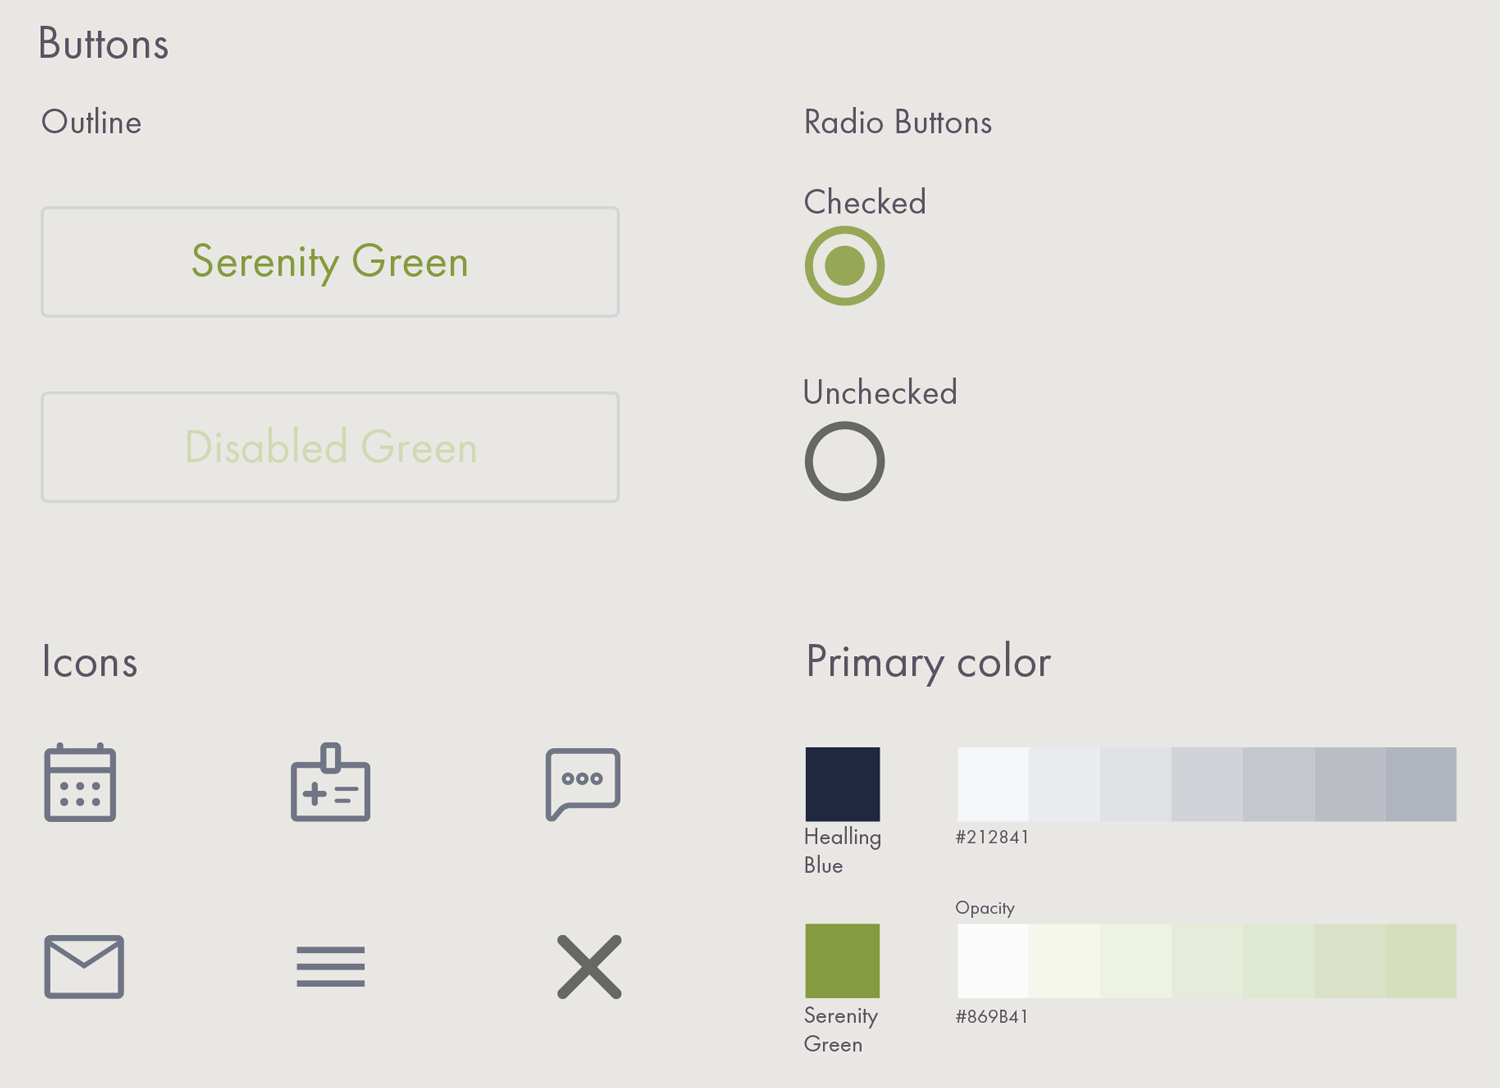 Buttons
Outline
Radio Buttons
Checked
Serenity Green
Unchecked
Disabled Green
Icons
Primary color
Healling
Blue
#212841
Opacity
Serenity
Green
#869B41